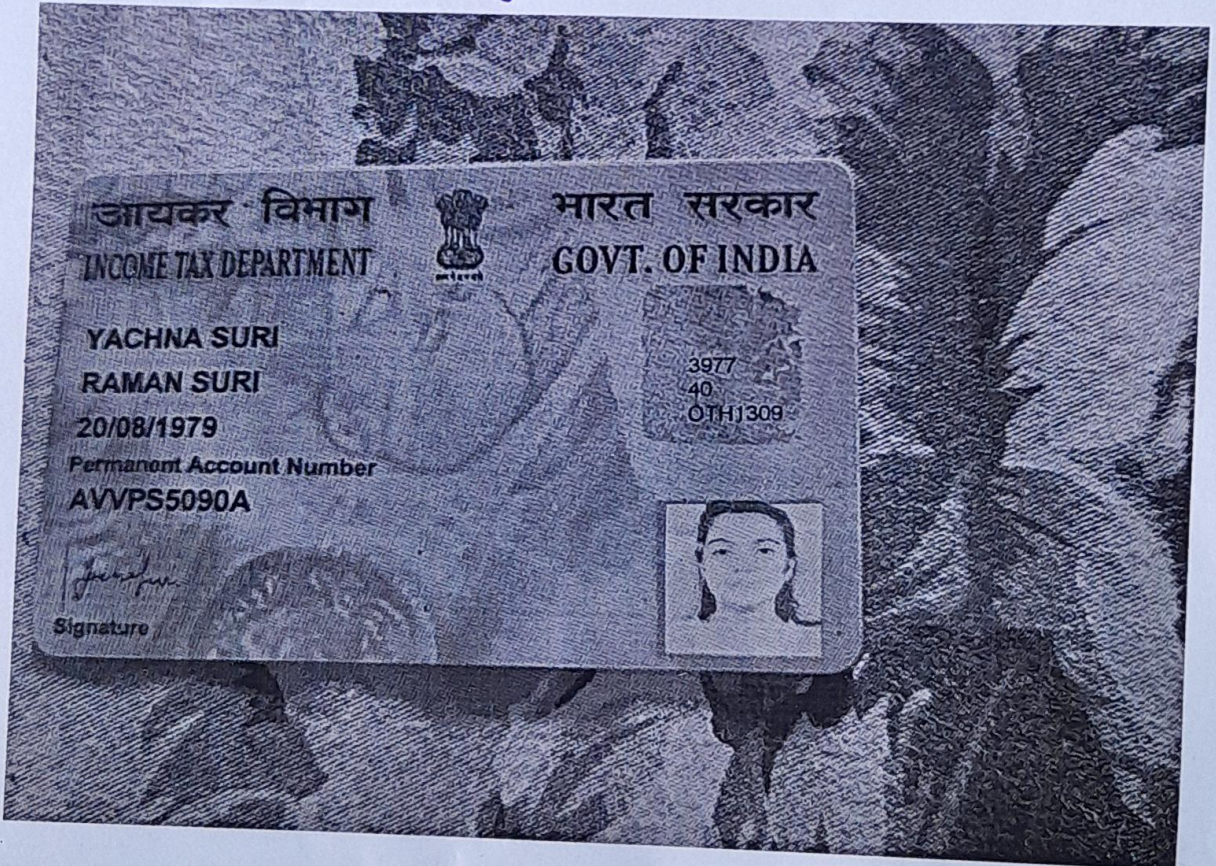 आयकर विभाग
INCOME TAX DEPARTMENT
भारत सरकार
GOVT. OF INDIA
YACHNA SURI
RAMAN SURI
20/08/1979
Permanent Account Number
AVVPS5090A
3977
40
OTH1309
Signature